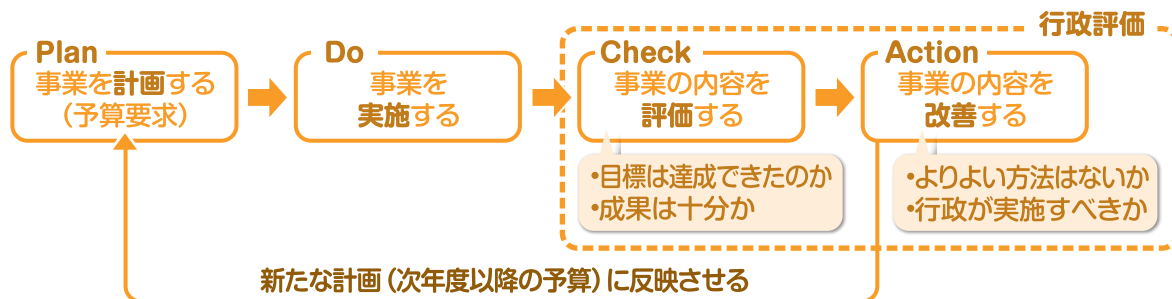 行政評価
Plan
事業を計画する
（予算要求）
Do
事業を
実施する
Check
事業の内容を
評価する
Action
事業の内容を
改善する
・目標は達成できたのか
・成果は十分か
・よりよい方法はないか
・行政が実施すべきか
新たな計画（次年度以降の予算）に反映させる